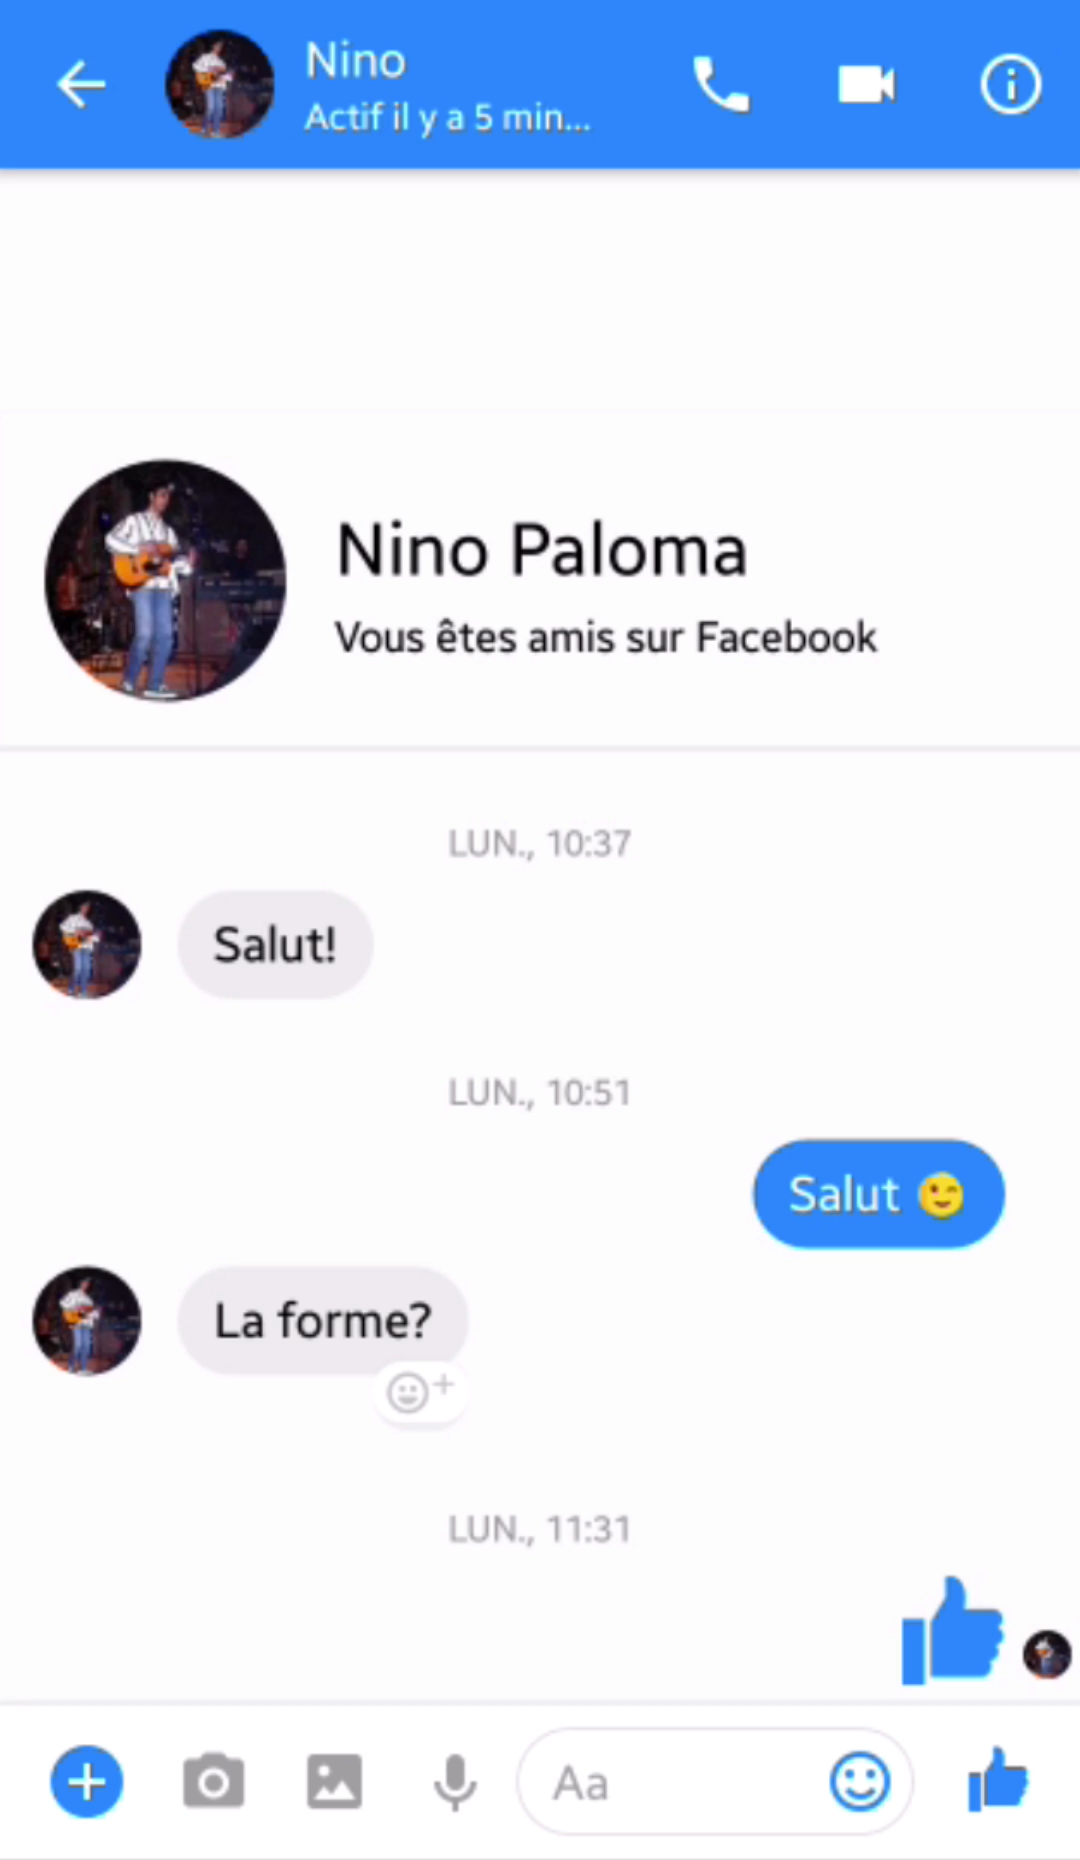 Nino
Actif il y a 5 min...
Nino Paloma
Vous êtes amis sur Facebook
LUN., 10:37
Salut!
LUN., 10:51
Salut 😉
La forme?
LUN., 11:31
Aa